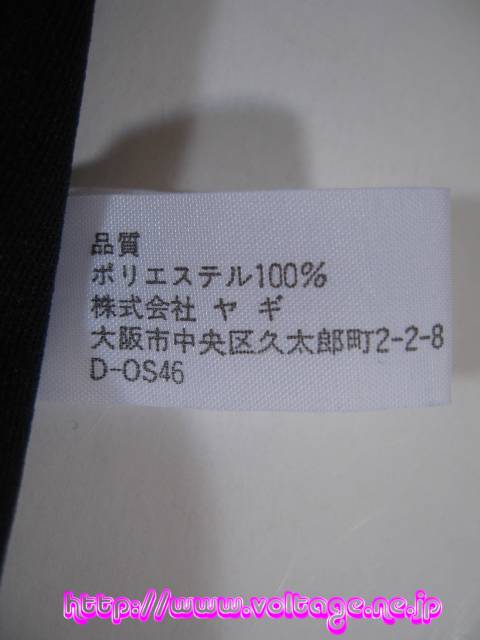 品質
ポリエステル100%
株式会社 ヤ ギ
大阪市中央区久太郎町2-2-8
D-OS46
http://www.voltage.ne.jp